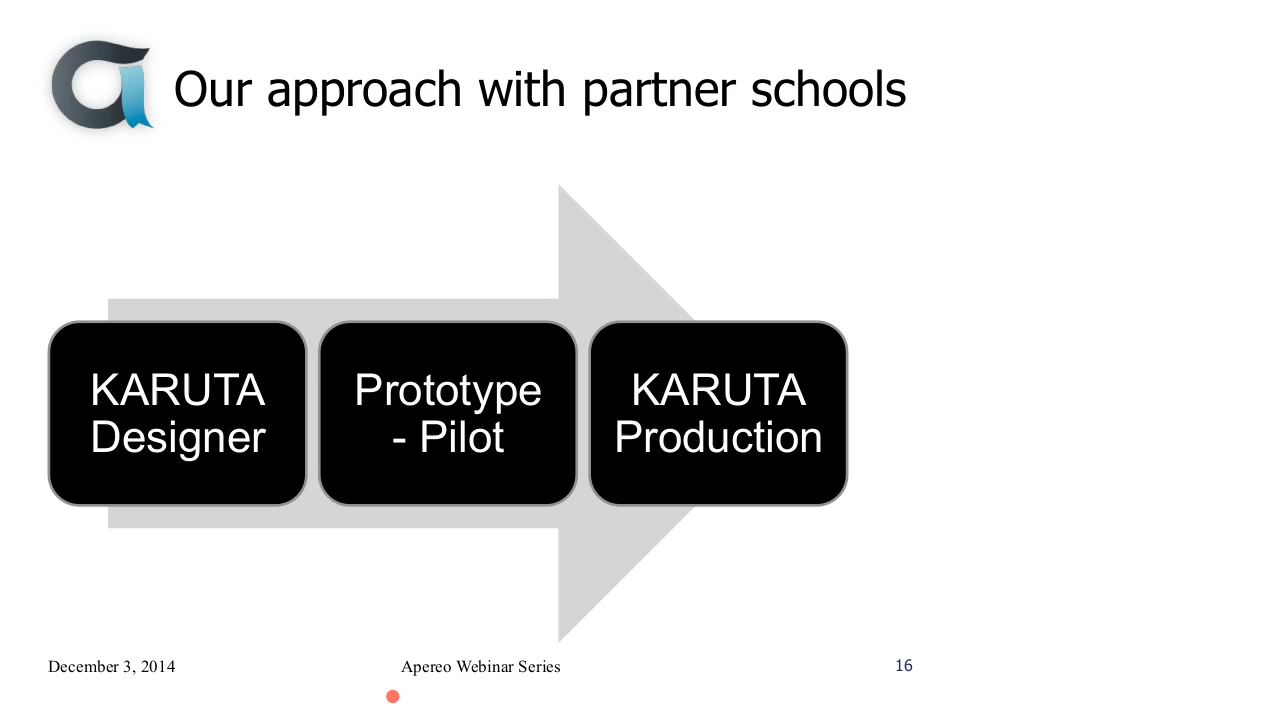 Our approach with partner schools
KARUTA
Designer
Prototype
- Pilot
KARUTA
Production
December 3, 2014
Apereo Webinar Series
16